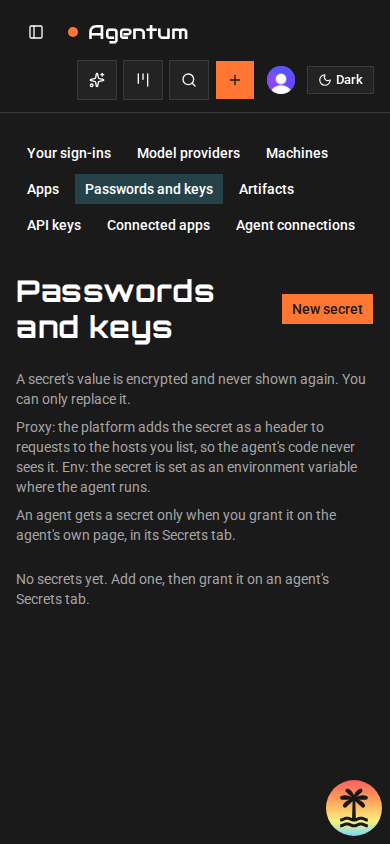 Agentum
Dark
Your sign-ins Model providers Machines
Apps Passwords and keys Artifacts
API keys Connected apps Agent connections
Passwords
and keys
New secret
A secret's value is encrypted and never shown again. You
can only replace it.
Proxy: the platform adds the secret as a header to
requests to the hosts you list, so the agent's code never
sees it. Env: the secret is set as an environment variable
where the agent runs.
An agent gets a secret only when you grant it on the
agent's own page, in its Secrets tab.
No secrets yet. Add one, then grant it on an agent's
Secrets tab.